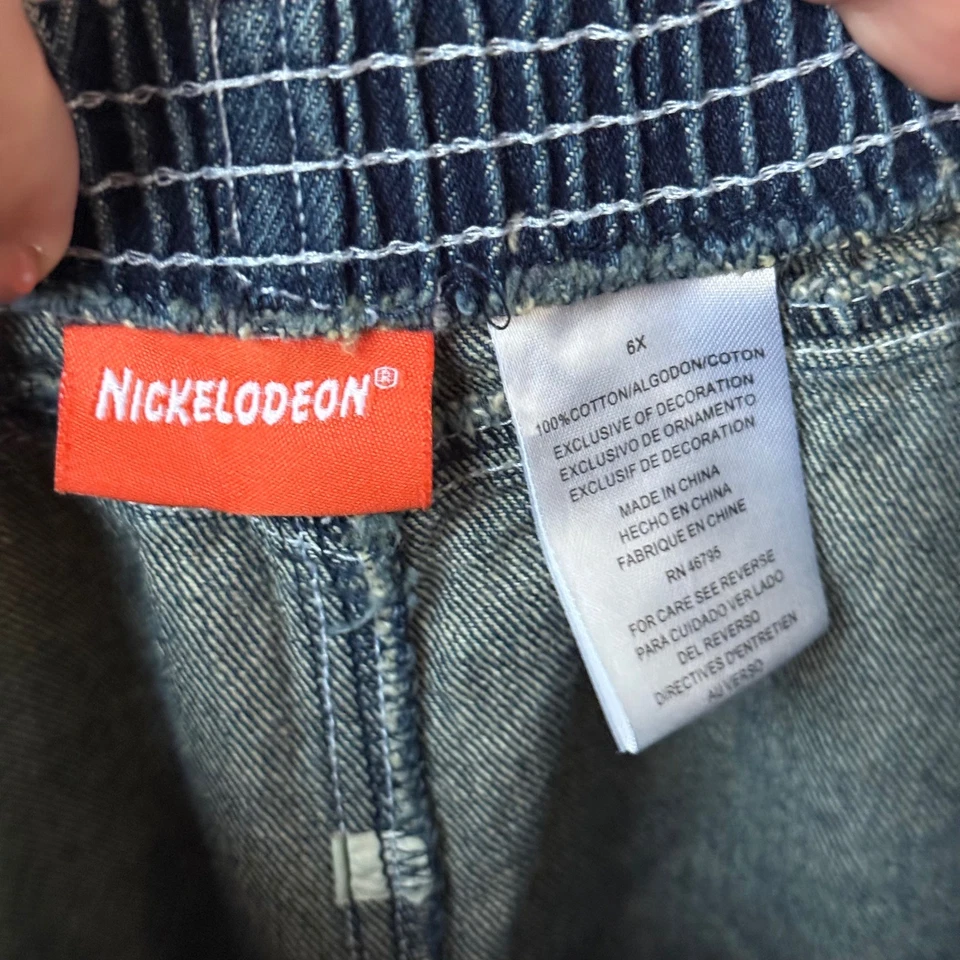 NICKELODEON®
6X
100%COTTON/ALGODON/COTON
EXCLUSIVE OF DECORATION
EXCLUSIVO DE ORNAMENTO
EXCLUSIF DE DECORATION
MADE IN CHINA
HECHO EN CHINA
FABRIQUE EN CHINE
RN 46796
FOR CARE SEE REVERSE
PARA CUIDADO VER LADO
DEL REVERSO
DIRECTIVES D'ENTRETIEN
AU VERSO